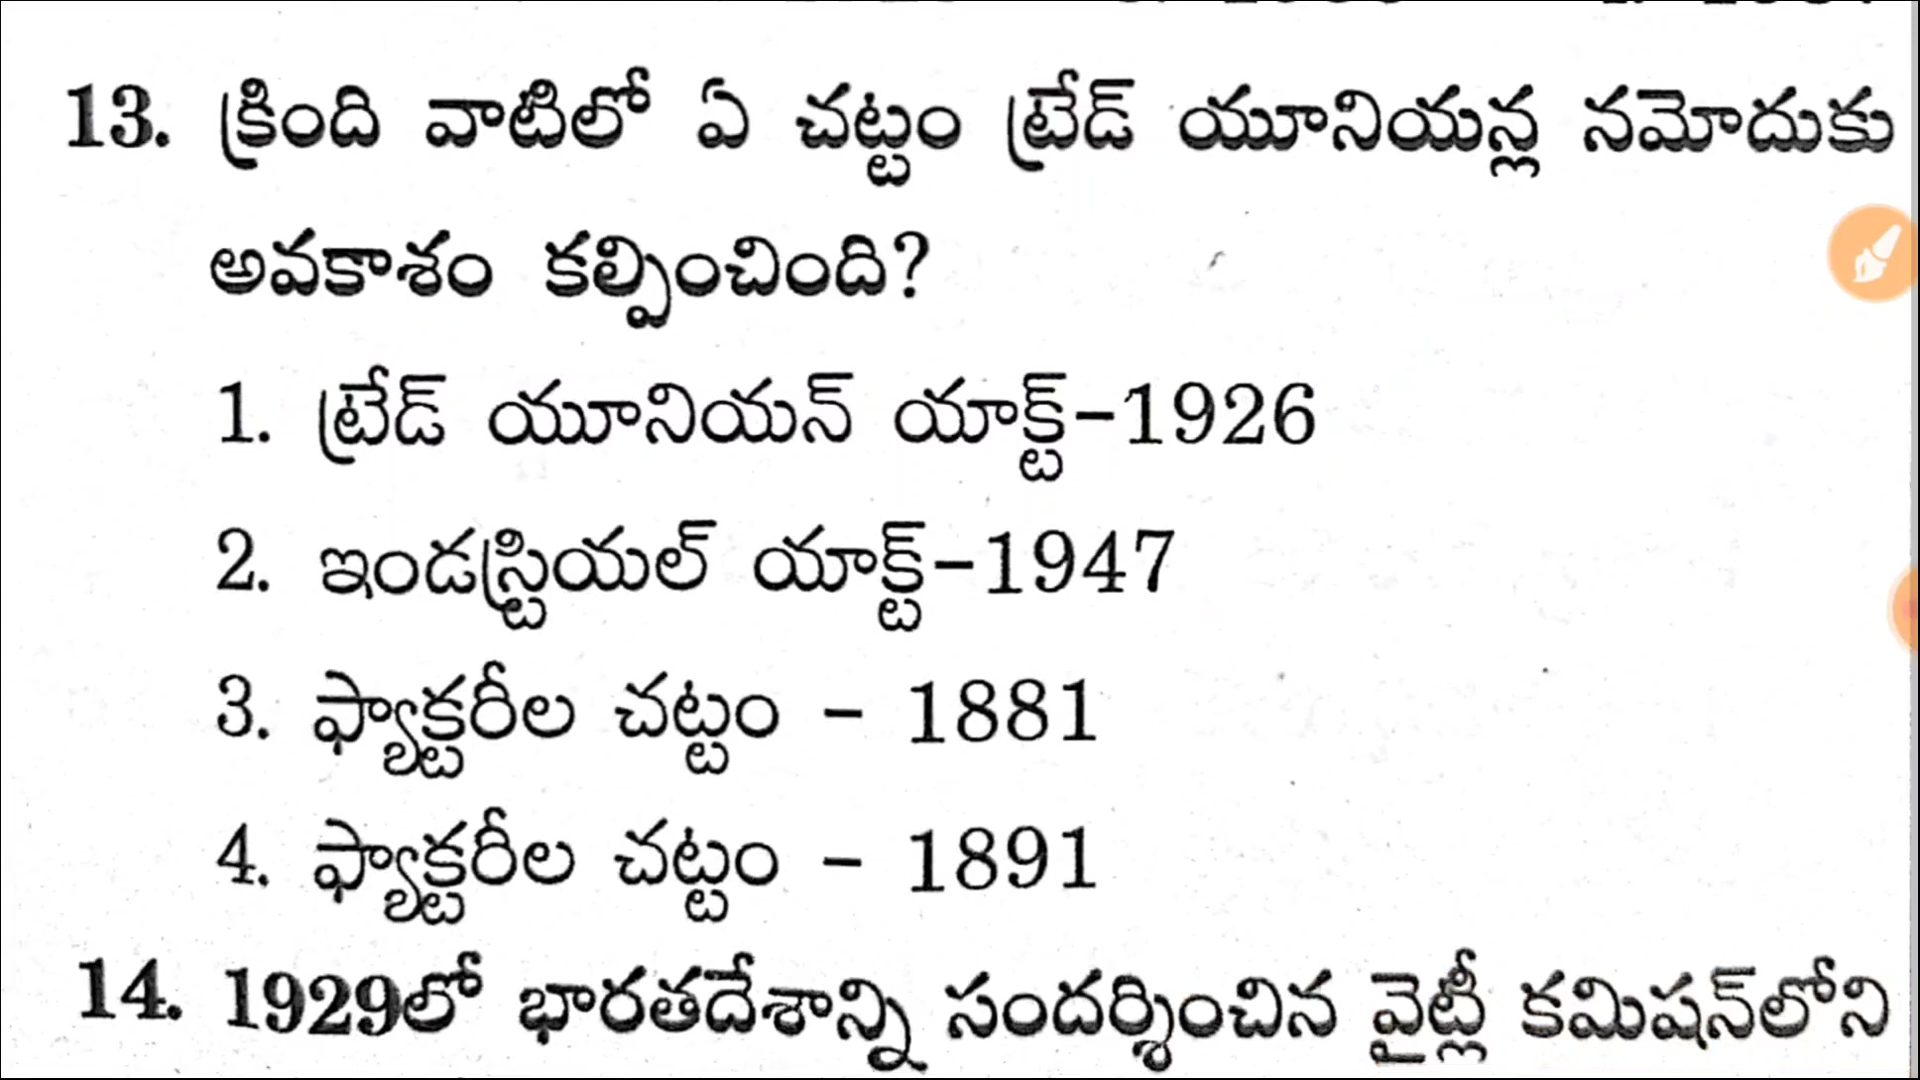 13. క్రింది వాటిలో ఏ చట్టం ట్రేడ్ యూనియన్ల నమోదుకు
అవకాశం కల్పించింది?
1. ట్రేడ్ యూనియన్ యాక్ట్-1926
2. ఇండస్ట్రియల్ యాక్ట్-1947
3. ఫ్యాక్టరీల చట్టం - 1881
4. ఫ్యాక్టరీల చట్టం - 1891
14. 1929లో భారతదేశాన్ని సందర్శించిన వైట్లీ కమిషన్‌లోని